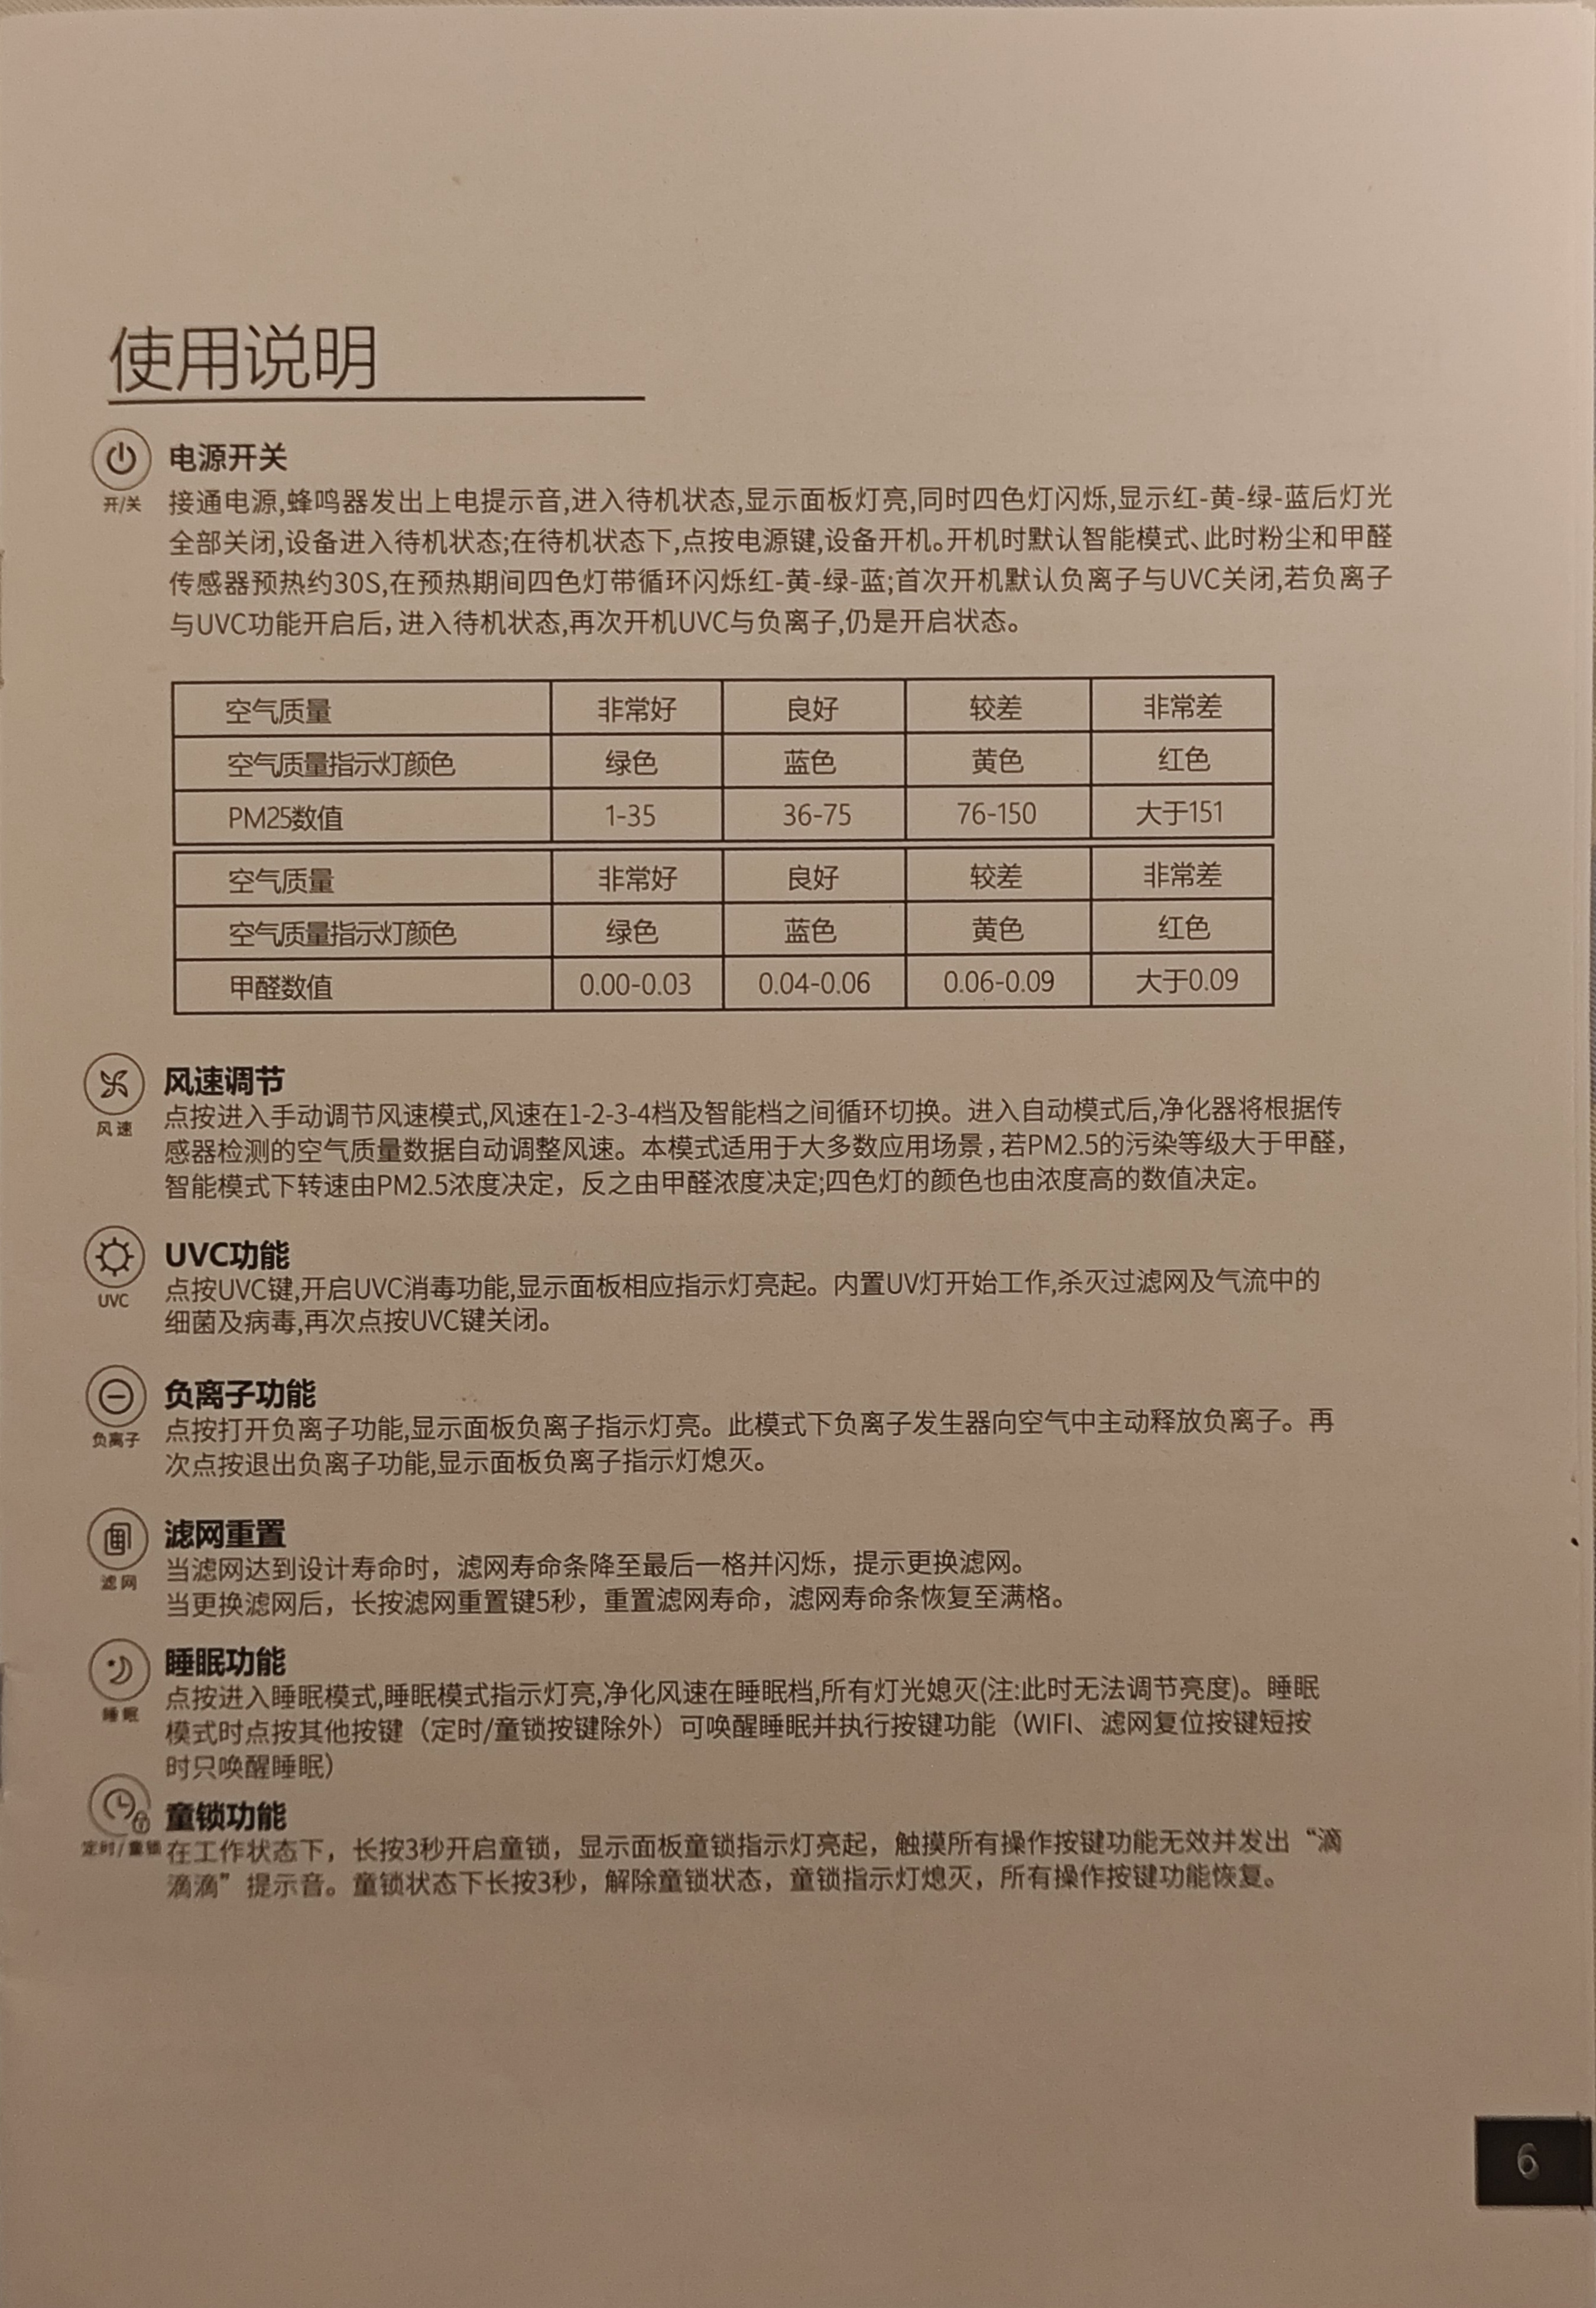 使用说明
电源开关
开/关
接通电源,蜂鸣器发出上电提示音,进入待机状态,显示面板灯亮,同时四色灯闪烁,显示红-黄-绿-蓝后灯光
全部关闭,设备进入待机状态;在待机状态下,点按电源键,设备开机。开机时默认智能模式、此时粉尘和甲醛
传感器预热约30S,在预热期间四色灯带循环闪烁红-黄-绿-蓝;首次开机默认负离子与UVC关闭,若负离子
与UVC功能开启后，进入待机状态,再次开机UVC与负离子,仍是开启状态。
空气质量 非常好 良好 较差 非常差
空气质量指示灯颜色 绿色 蓝色 黄色 红色
PM25数值 1-35 36-75 76-150 大于151
空气质量 非常好 良好 较差 非常差
空气质量指示灯颜色 绿色 蓝色 黄色 红色
甲醛数值 0.00-0.03 0.04-0.06 0.06-0.09 大于0.09
风速调节
风速
点按进入手动调节风速模式,风速在1-2-3-4档及智能档之间循环切换。进入自动模式后,净化器将根据传
感器检测的空气质量数据自动调整风速。本模式适用于大多数应用场景，若PM2.5的污染等级大于甲醛，
智能模式下转速由PM2.5浓度决定，反之由甲醛浓度决定;四色灯的颜色也由浓度高的数值决定。
UVC功能
UVC
点按UVC键,开启UVC消毒功能,显示面板相应指示灯亮起。内置UV灯开始工作,杀灭过滤网及气流中的
细菌及病毒,再次点按UVC键关闭。
负离子功能
负离子
点按打开负离子功能,显示面板负离子指示灯亮。此模式下负离子发生器向空气中主动释放负离子。再
次点按退出负离子功能,显示面板负离子指示灯熄灭。
滤网重置
滤网
当滤网达到设计寿命时，滤网寿命条降至最后一格并闪烁，提示更换滤网。
当更换滤网后，长按滤网重置键5秒，重置滤网寿命，滤网寿命条恢复至满格。
睡眠功能
睡眠
点按进入睡眠模式,睡眠模式指示灯亮,净化风速在睡眠档,所有灯光媳灭(注:此时无法调节亮度)。睡眠
模式时点按其他按键（定时/童锁按键除外）可唤醒睡眠并执行按键功能（WIFI、滤网复位按键短按
时只唤醒睡眠）
童锁功能
定时/童锁
在工作状态下，长按3秒开启童锁，显示面板童锁指示灯亮起，触摸所有操作按键功能无效并发出“滴
滴滴”提示音。童锁状态下长按3秒，解除童锁状态，童锁指示灯熄灭，所有操作按键功能恢复。
6